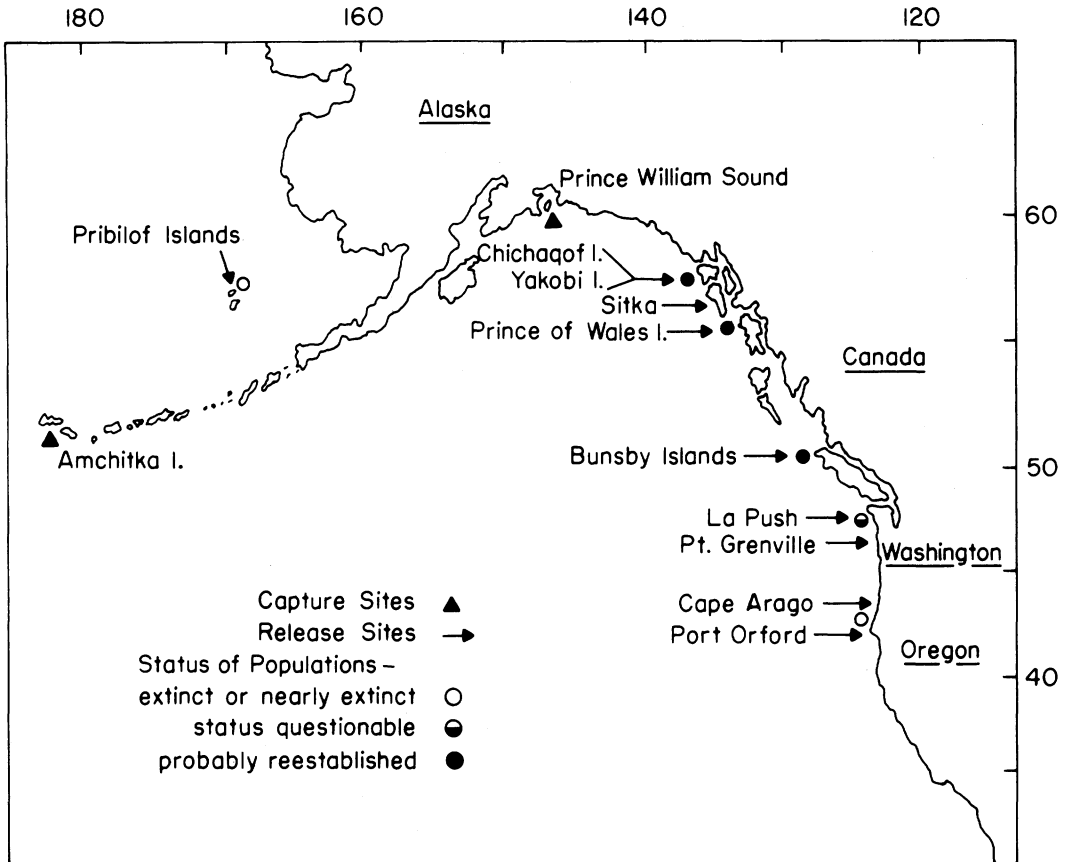 180 160 140 120
Alaska
Prince William Sound
60
Pribilof Islands
Chichagof I.
Yakobi I.
Sitka
Prince of Wales I.
Canada
Bunsby Islands
50
Amchitka I.
La Push
Pt. Grenville
Washington
Capture Sites
Cape Arago
Release Sites
Port Orford
Oregon
Status of Populations –
40
extinct or nearly extinct
status questionable
probably reestablished